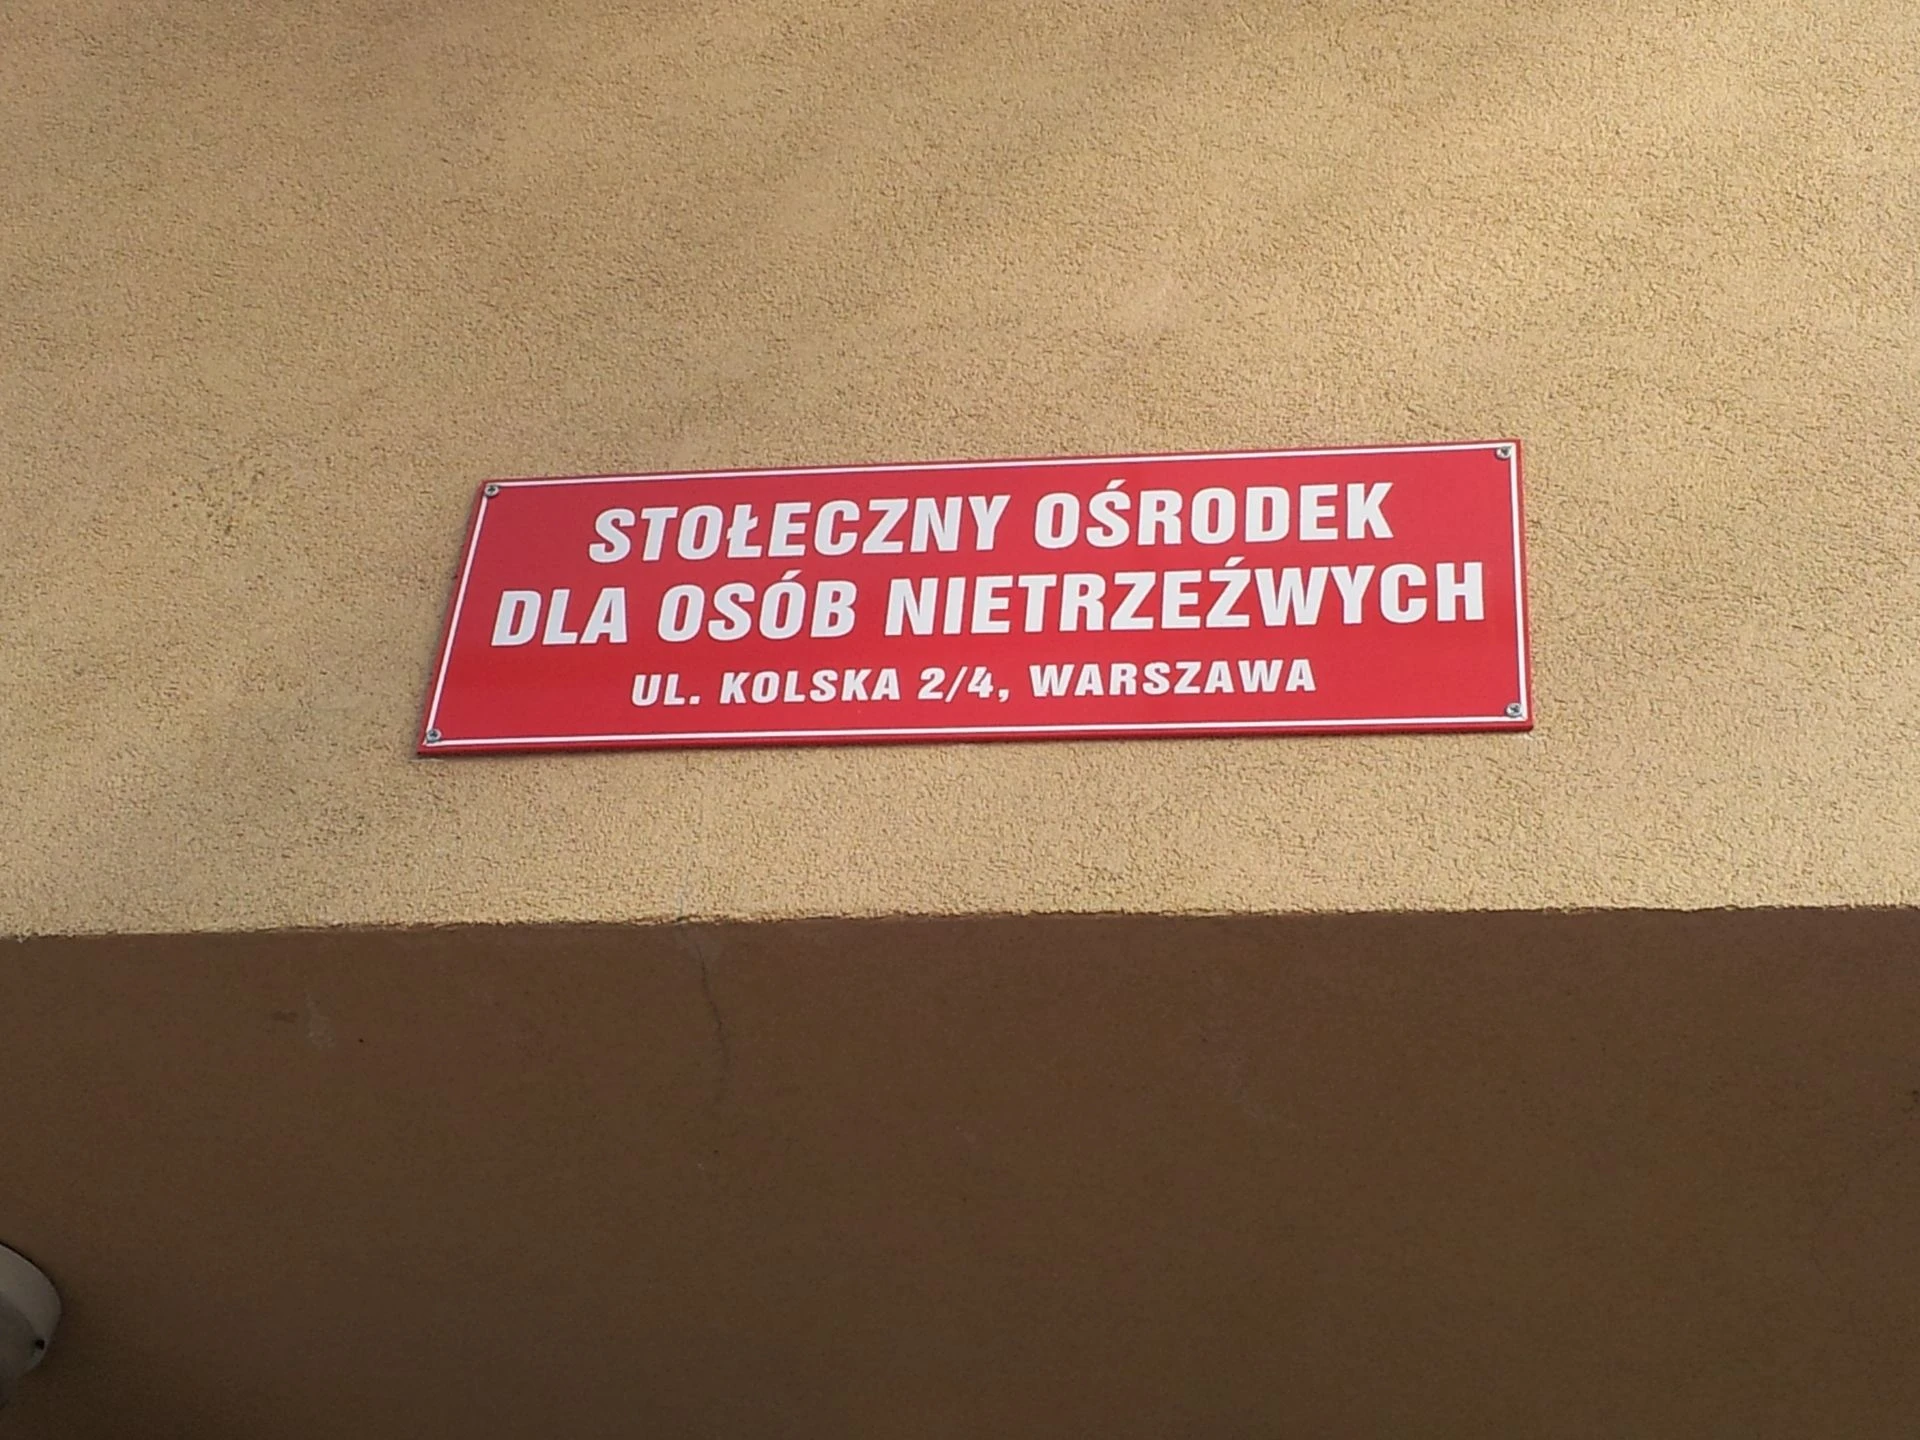 STOŁECZNY OŚRODEK
DLA OSÓB NIETRZEŹWYCH
UL. KOLSKA 2/4, WARSZAWA